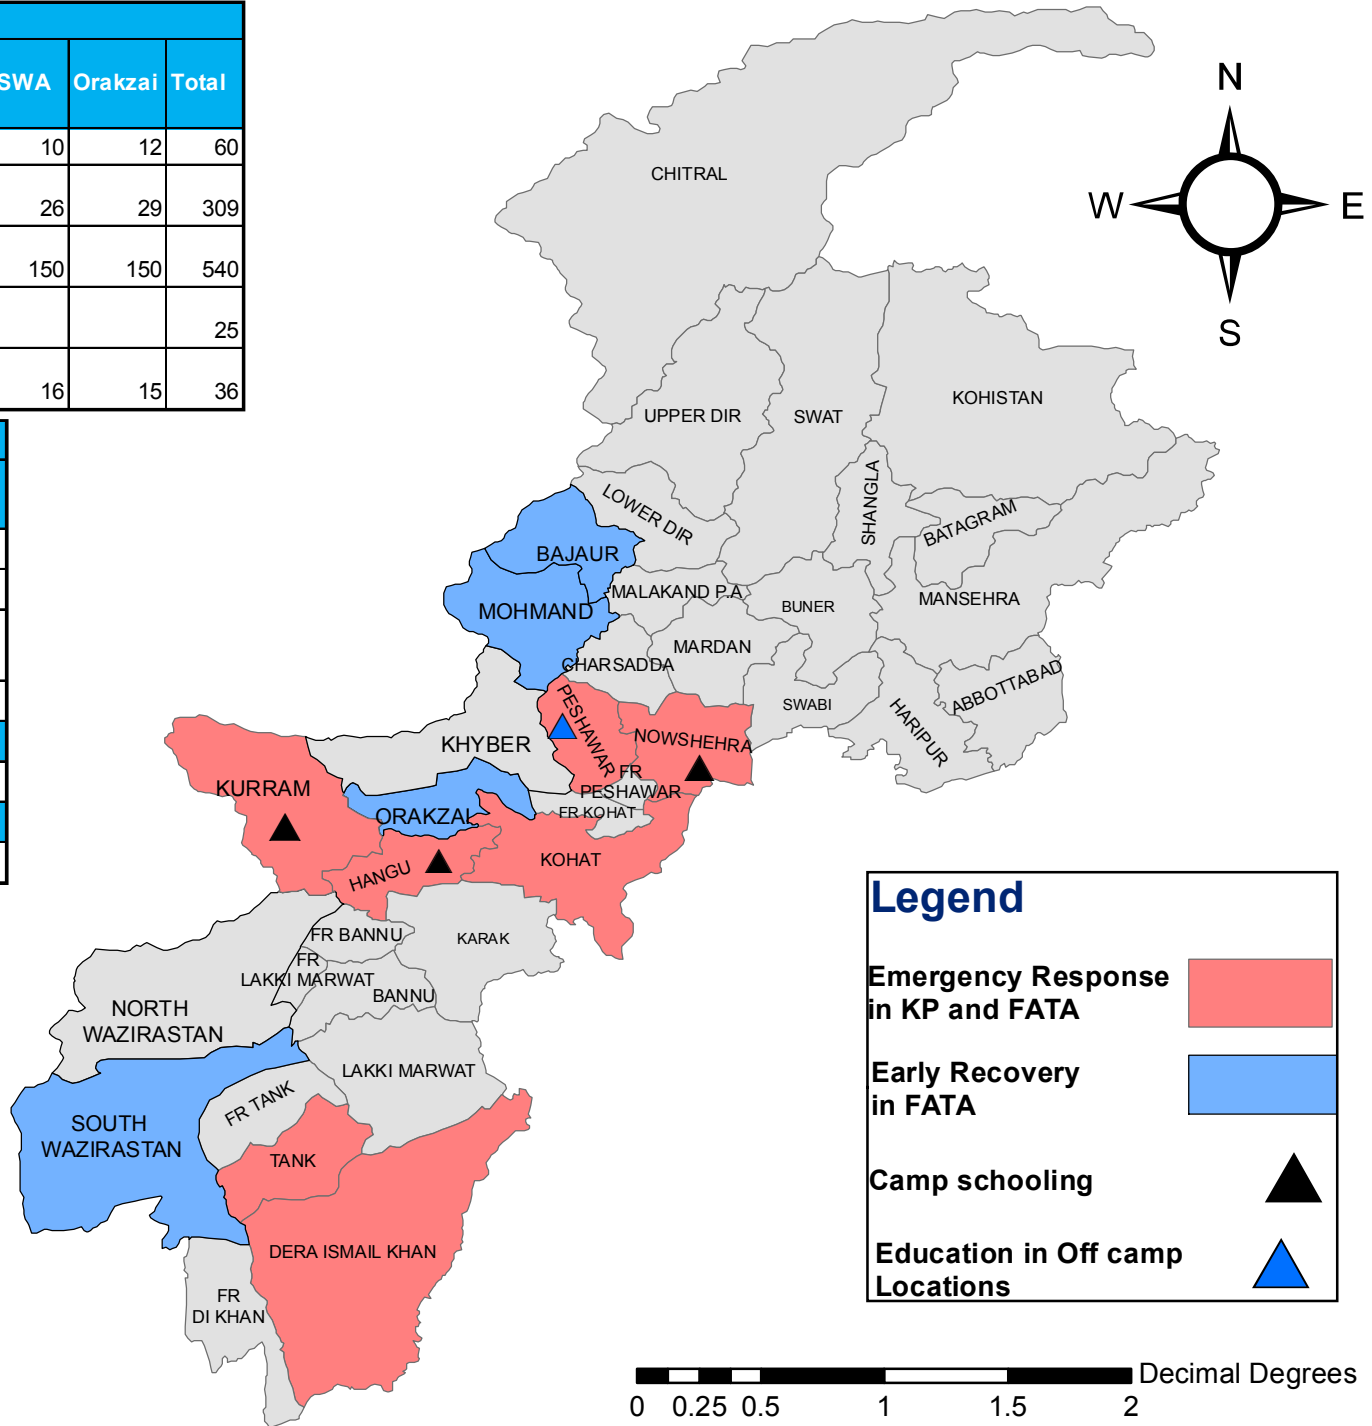 SWA Orakzai Total
10 12 60
26 29 309
150 150 540
25
16 15 36
N
W E
S
CHITRAL
KOHISTAN
UPPER DIR
SWAT
SHANGLA
LOWER DIR
BATAGRAM
BAJAUR
MALAKAND P.A
MOHMAND
BUNER
MANSEHRA
MARDAN
CHARSADDA
ABBOTTABAD
SWABI
HARIPUR
PESHAWAR
NOWSHEHRA
KHYBER
FR
PESHAWAR
KURRAM
ORAKZAI
FR KOHAT
KOHAT
HANGU
FR BANNU
KARAK
FR
LAKKI MARWAT
BANNU
NORTH
WAZIRASTAN
LAKKI MARWAT
FR TANK
SOUTH
WAZIRASTAN
TANK
DERA ISMAIL KHAN
FR
DI KHAN
Legend
Emergency Response
in KP and FATA
Early Recovery
in FATA
Camp schooling
Education in Off camp
Locations
Decimal Degrees
0 0.25 0.5 1 1.5 2